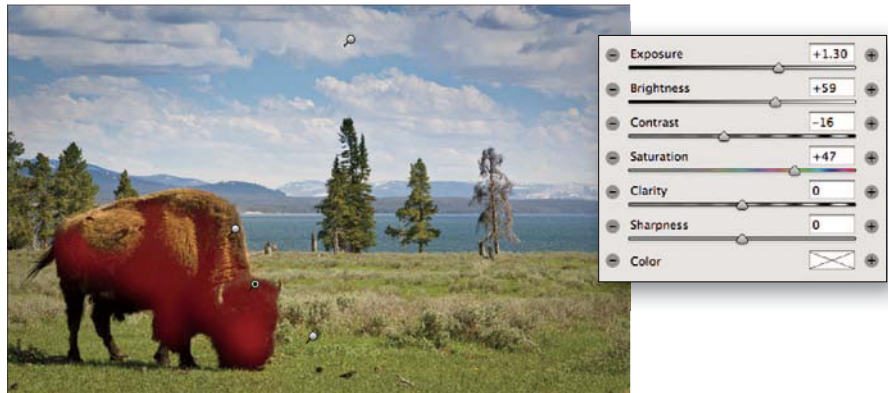 Exposure +1.30
Brightness +59
Contrast -16
Saturation +47
Clarity 0
Sharpness 0
Color